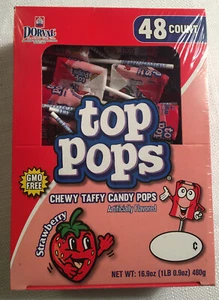 DORVAL
48 COUNT
top
pops
GMO
FREE!
CHEWY TAFFY CANDY POPS
Artificially Flavored
Strawberry
¢
NET WT: 16.9oz (1LB 0.9oz) 480g